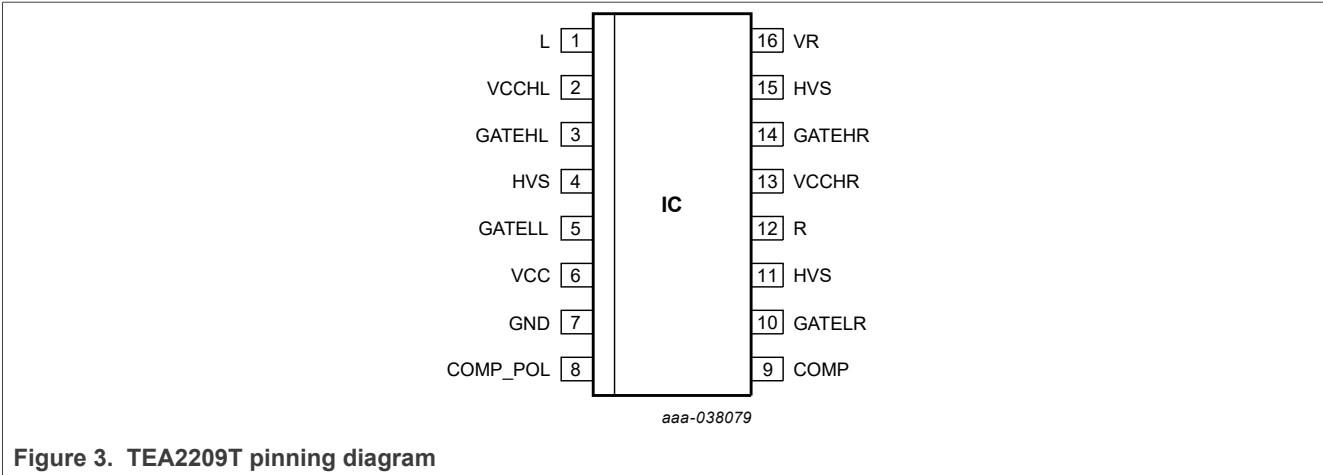 L 1 16 VR
VCCHL 2 15 HVS
GATEHL 3 14 GATEHR
HVS 4 13 VCCHR
IC
GATELL 5 12 R
VCC 6 11 HVS
GND 7 10 GATELR
COMP_POL 8 9 COMP
aaa-038079
Figure 3. TEA2209T pinning diagram